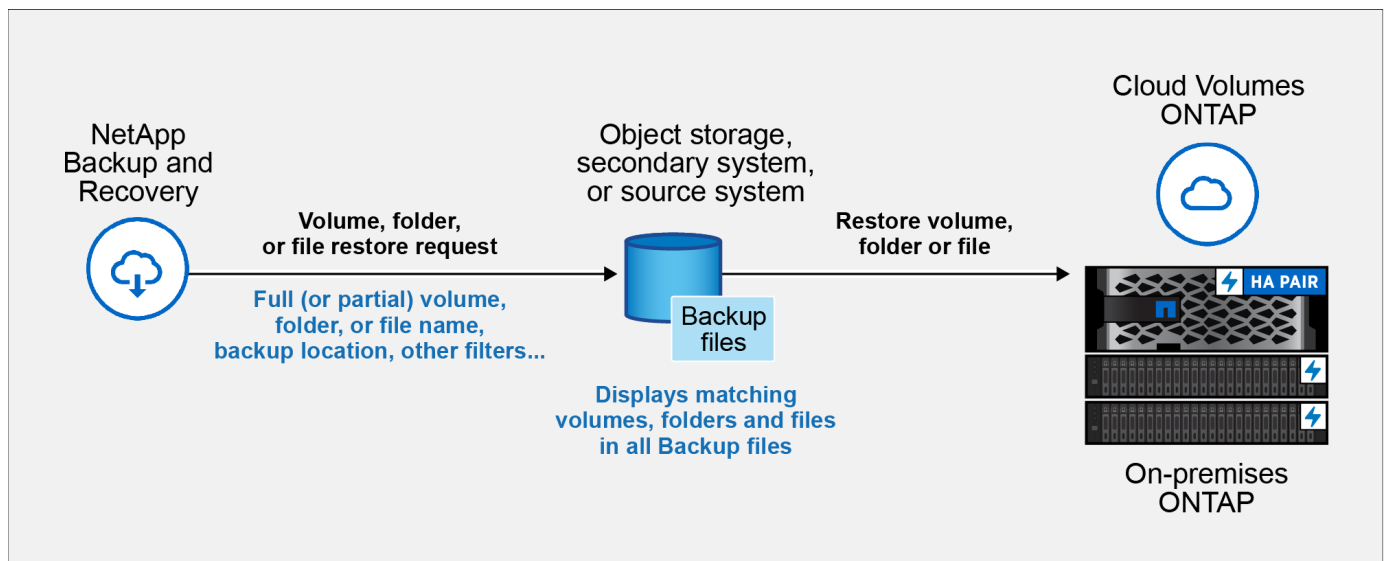 NetApp
Backup and
Recovery
Volume, folder,
or file restore request
Full (or partial) volume,
folder, or file name,
backup location, other filters...
Object storage,
secondary system,
or source system
Backup
files
Displays matching
volumes, folders and files
in all Backup files
Restore volume,
folder or file
Cloud Volumes
ONTAP
HA PAIR
On-premises
ONTAP